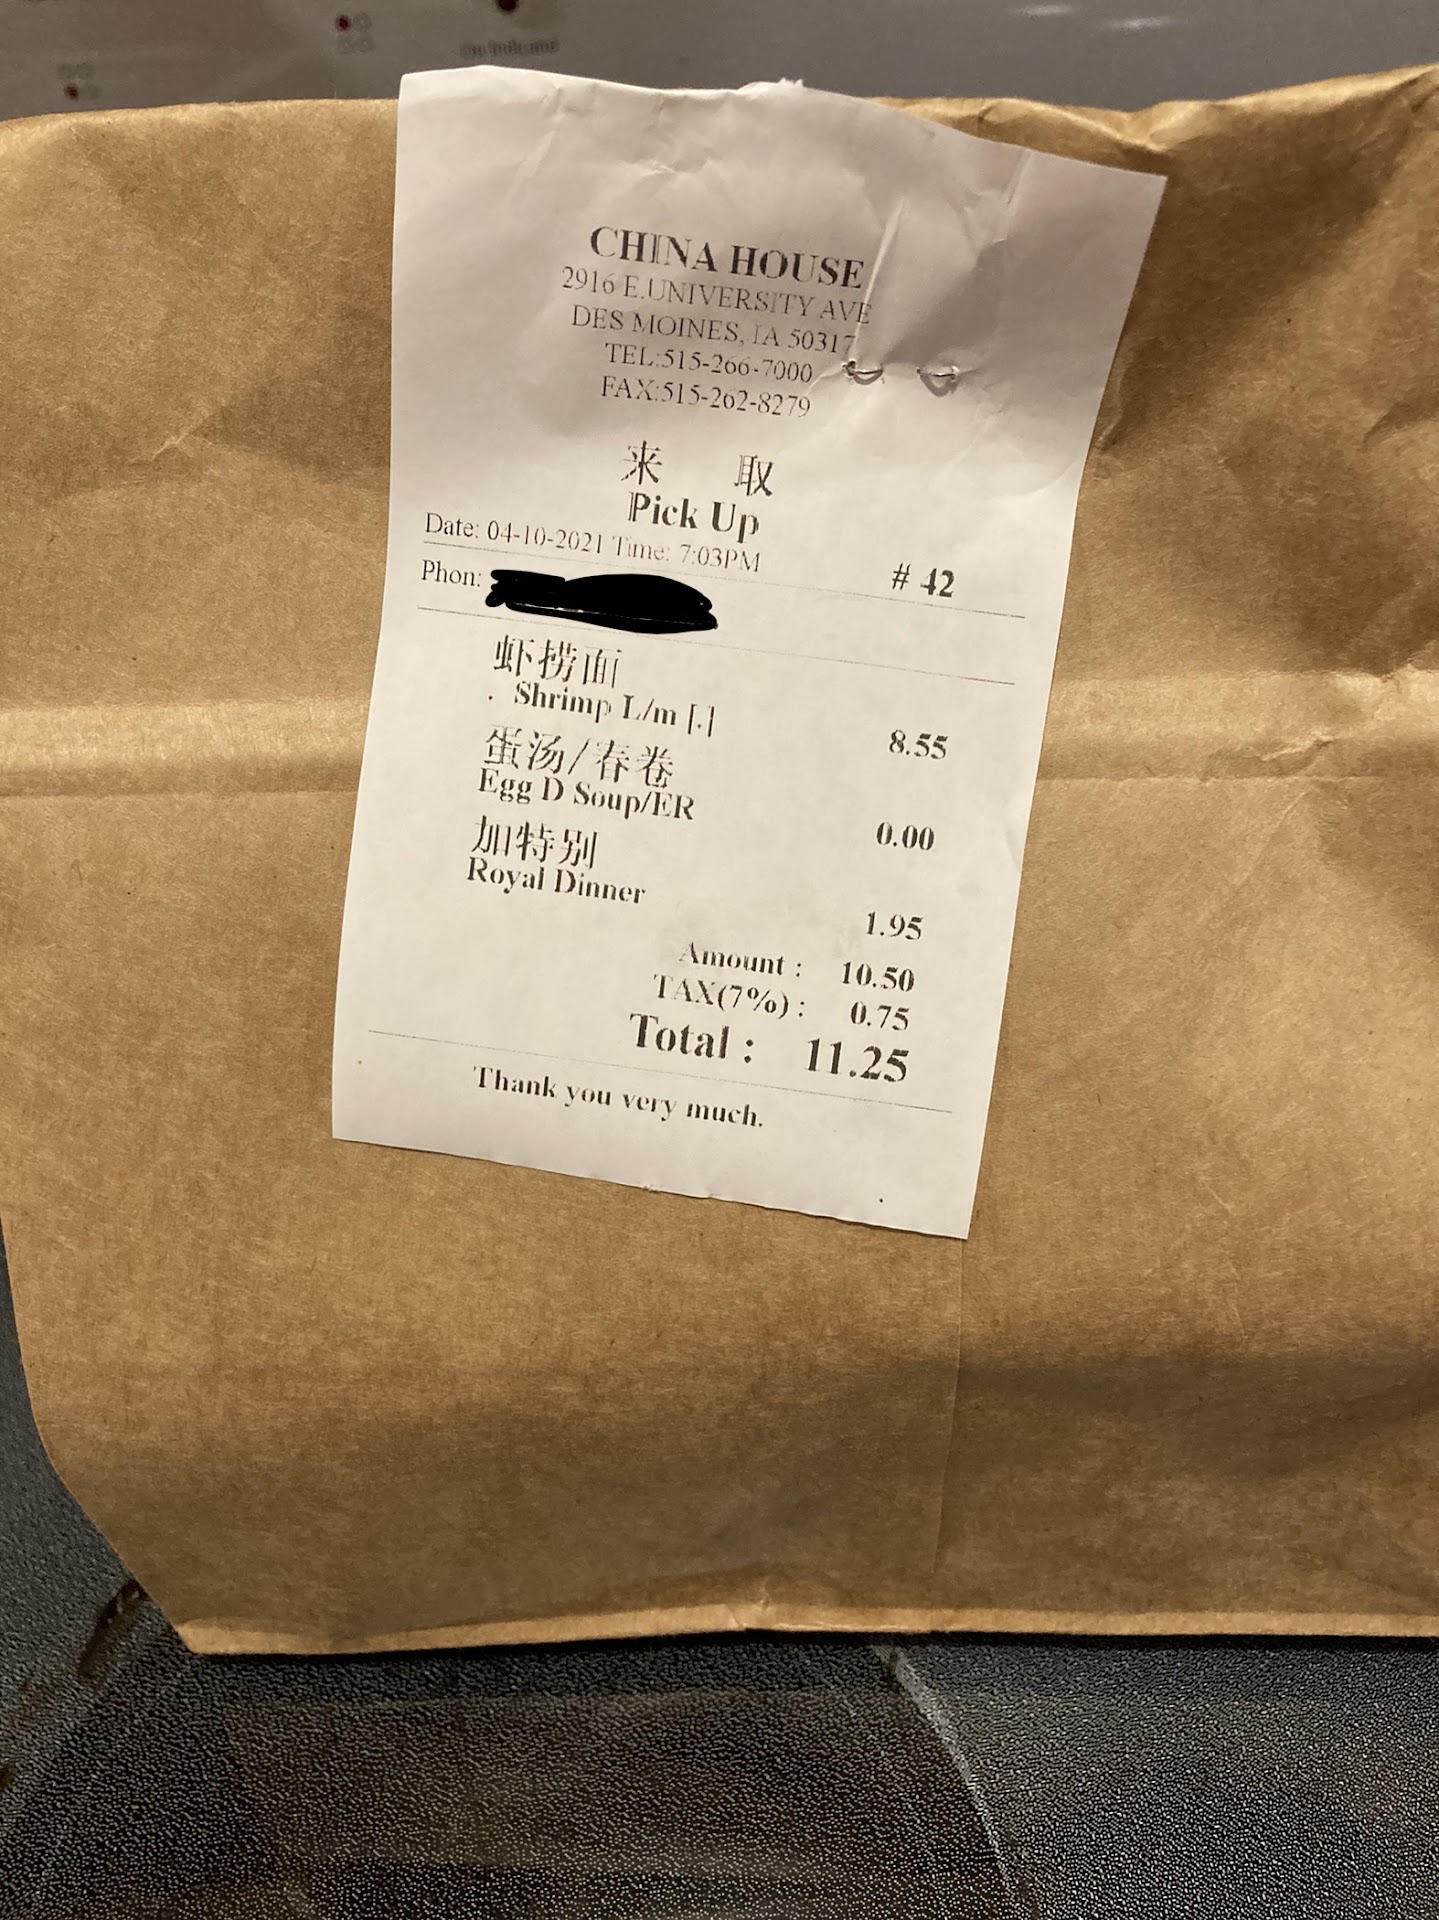 On Indicator
CHINA HOUSE
2916 E.UNIVERSITY AVE
DES MOINES, IA 50317
TEL:515-266-7000
FAX:515-262-8279
来 取
Pick Up
Date: 04-10-2021 Time: 7:03PM
# 42
Phon:
虾捞面
. Shrimp L/m [.]
8.55
蛋汤/春卷
Egg D Soup/ER
0.00
加特别
Royal Dinner
1.95
Amount : 10.50
TAX(7%) : 0.75
Total : 11.25
Thank you very much.